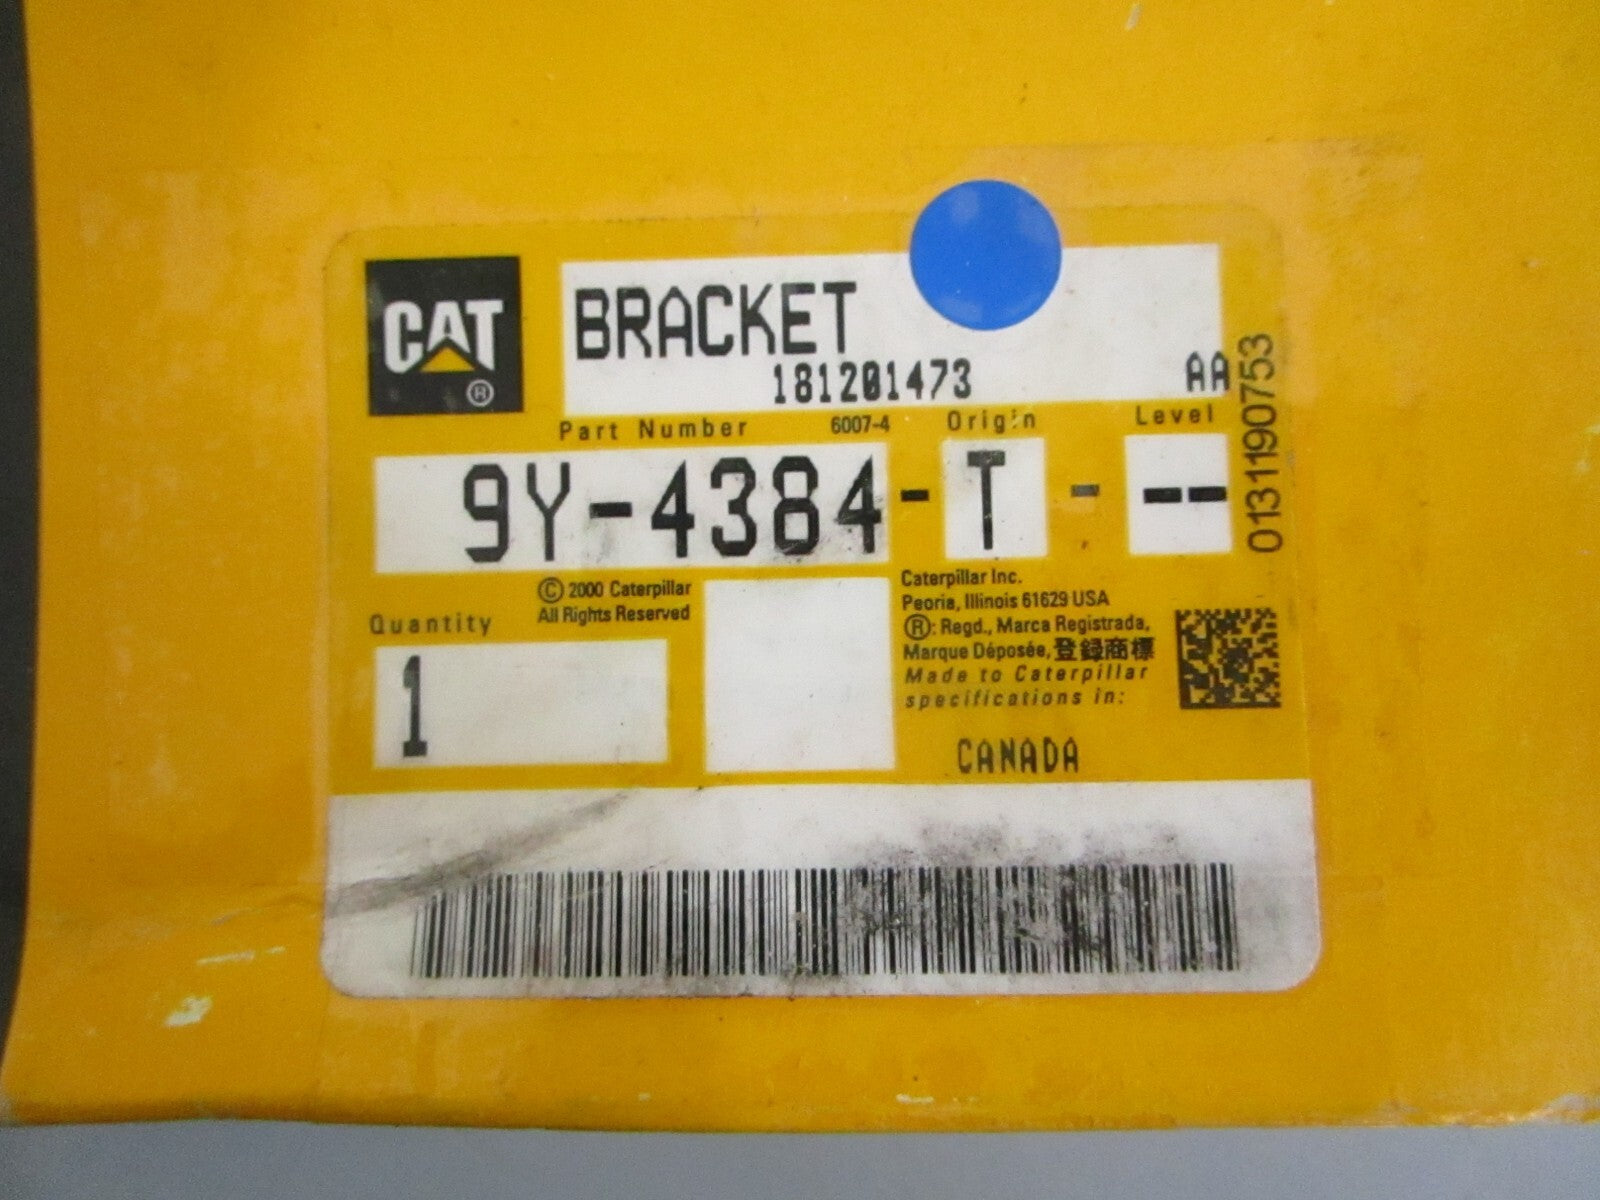 CAT
®
BRACKET
181201473 AA
Part Number 6007-4 Origin Level
9Y-4384 - T - --
0131190753
© 2000 Caterpillar
All Rights Reserved
Quantity
1
Caterpillar Inc.
Peoria, Illinois 61629 USA
®: Regd., Marca Registrada,
Marque Déposée, 登録商標
Made to Caterpillar
specifications in:
CANADA